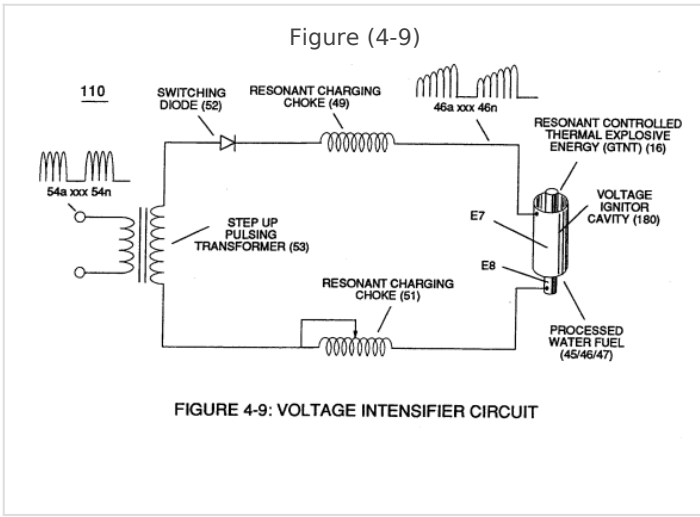 Figure (4-9)
110
SWITCHING
DIODE (52)
RESONANT CHARGING
CHOKE (49)
46a xxx 46n
RESONANT CONTROLLED
THERMAL EXPLOSIVE
ENERGY (GTNT) (16)
54a xxx 54n
VOLTAGE
IGNITOR
CAVITY (180)
E7
STEP UP
PULSING
TRANSFORMER (53)
E8
RESONANT CHARGING
CHOKE (51)
PROCESSED
WATER FUEL
(45/46/47)
FIGURE 4-9: VOLTAGE INTENSIFIER CIRCUIT